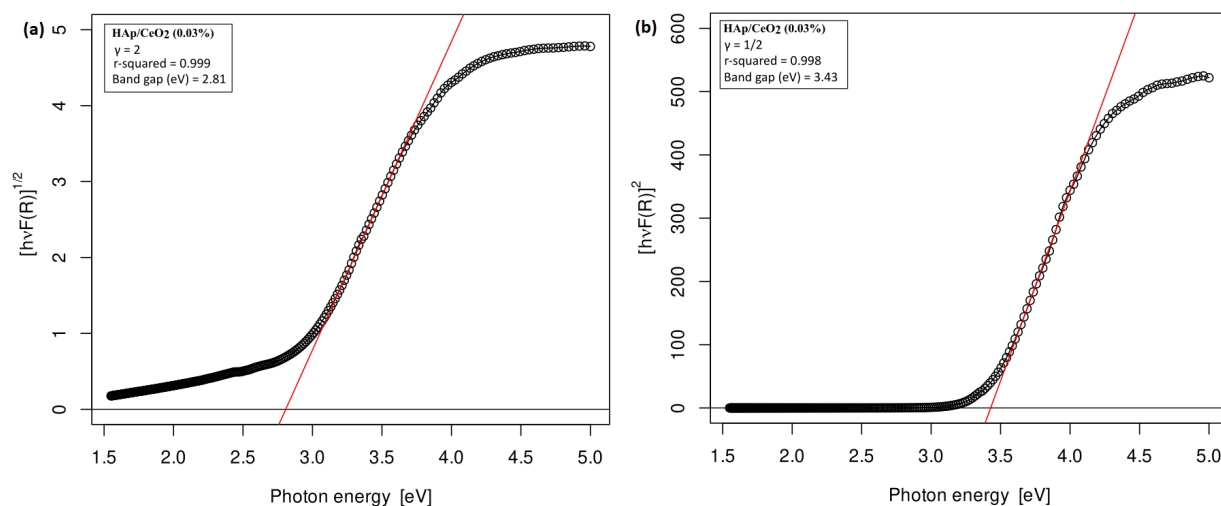 (a)
HAp/CeO2 (0.03%)
γ = 2
r-squared = 0.999
Band gap (eV) = 2.81
[hνF(R)]^1/2
5
4
3
2
1
0
1.5 2.0 2.5 3.0 3.5 4.0 4.5 5.0
Photon energy [eV]
(b)
HAp/CeO2 (0.03%)
γ = 1/2
r-squared = 0.998
Band gap (eV) = 3.43
[hνF(R)]^2
600
500
400
300
200
100
0
1.5 2.0 2.5 3.0 3.5 4.0 4.5 5.0
Photon energy [eV]